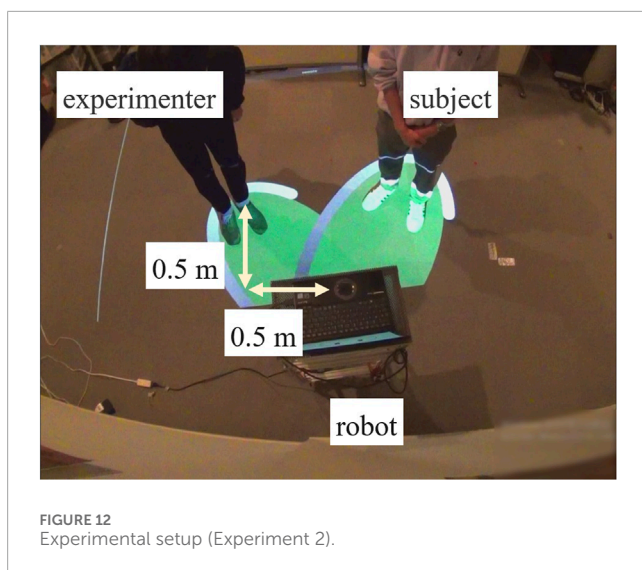 experimenter
subject
0.5 m
0.5 m
robot
FIGURE 12
Experimental setup (Experiment 2).